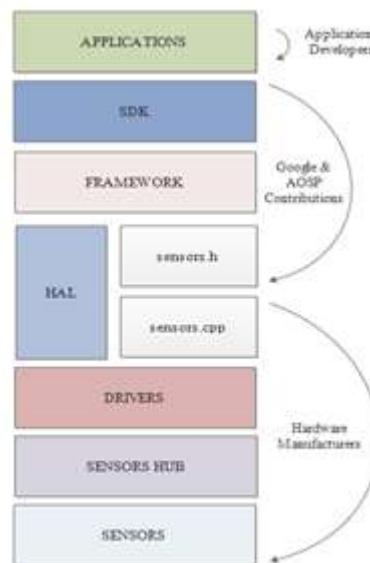 APPLICATIONS
Application
Developers
SDK
FRAMEWORK
Google &
AOSP
Contributions
HAL
sensors.h
sensors.cpp
DRIVERS
Hardware
Manufacturers
SENSORS HUB
SENSORS